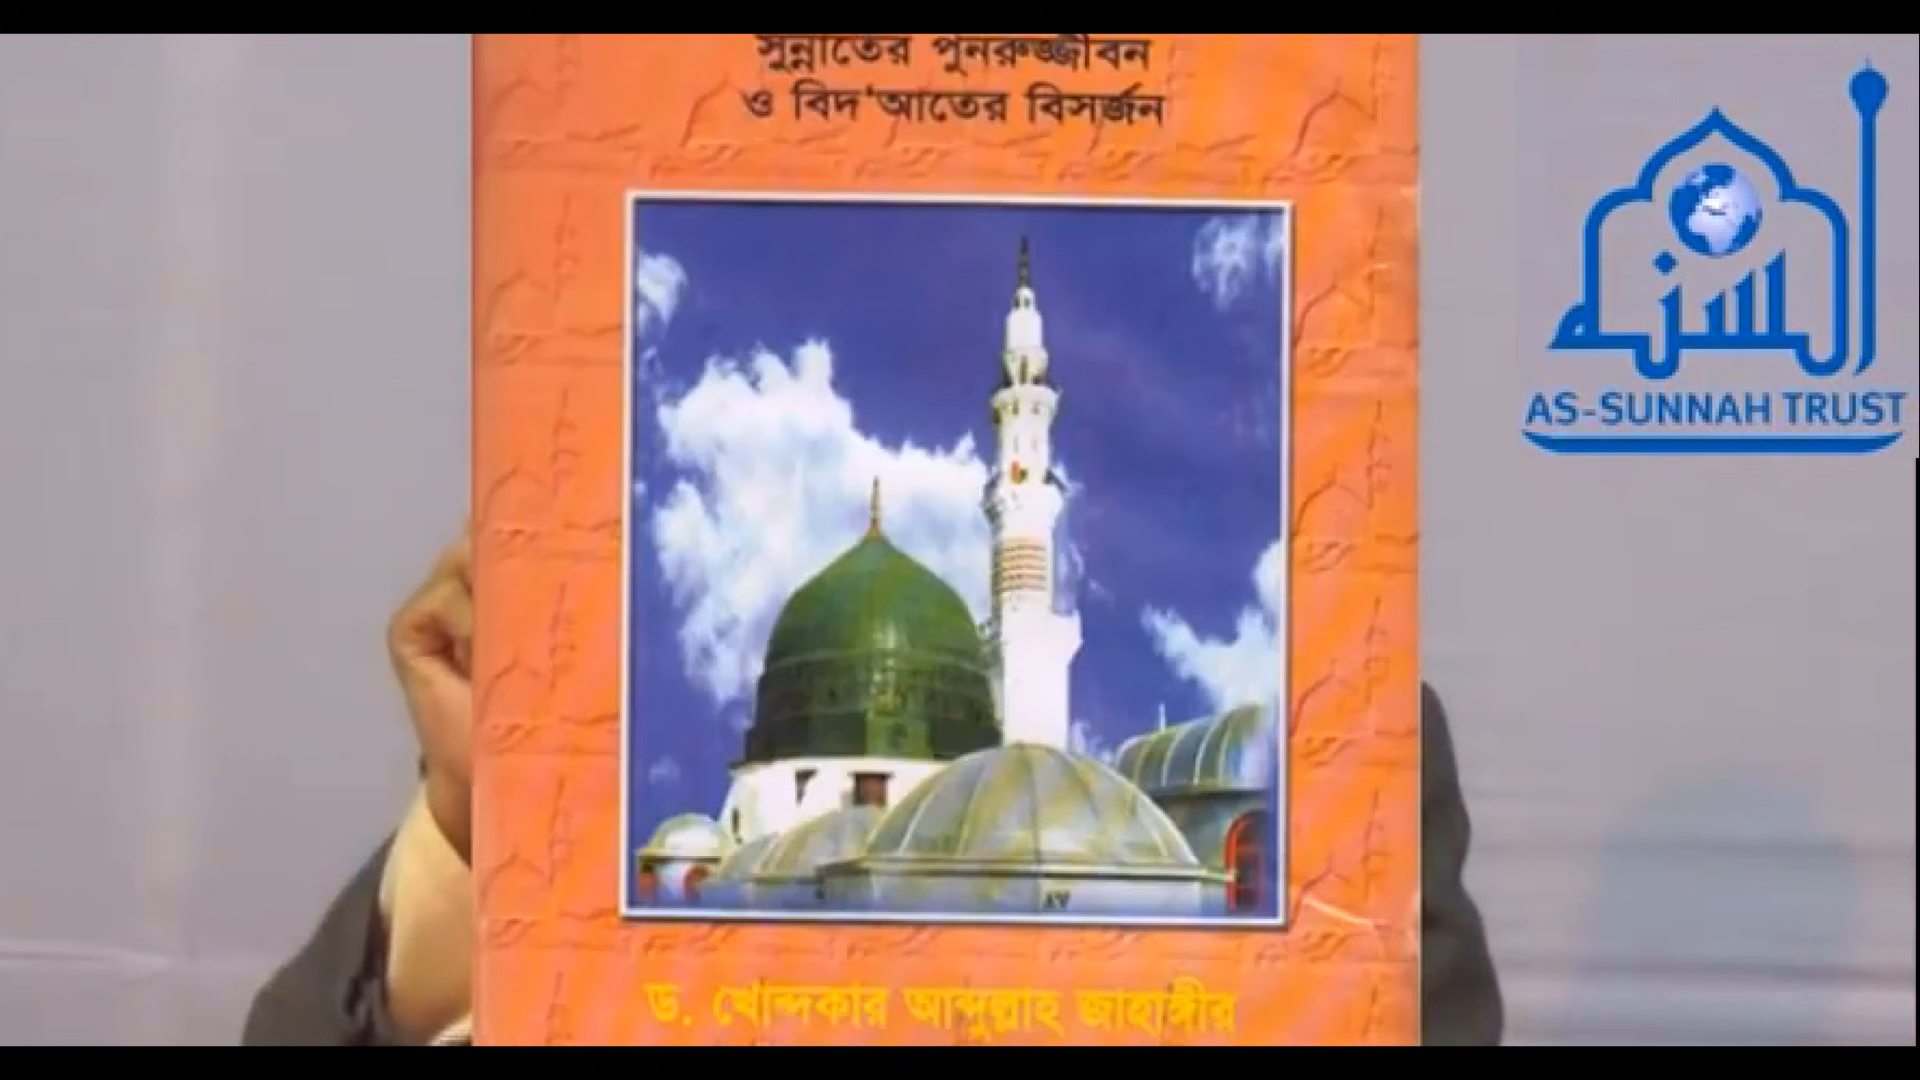 সুন্নাতের পুনরুজ্জীবন
ও বিদ'আতের বিসর্জন
السنة
AS-SUNNAH TRUST
ড. খোন্দকার আব্দুল্লাহ জাহাঙ্গীর